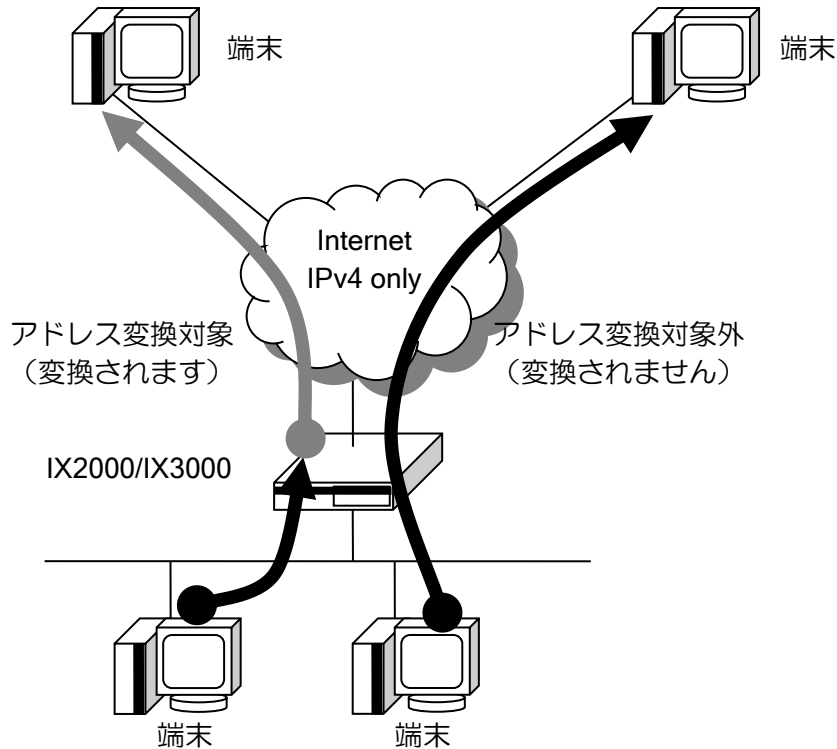 端末
端末
Internet
IPv4 only
アドレス変換対象
（変換されます）
アドレス変換対象外
（変換されません）
IX2000/IX3000
端末
端末